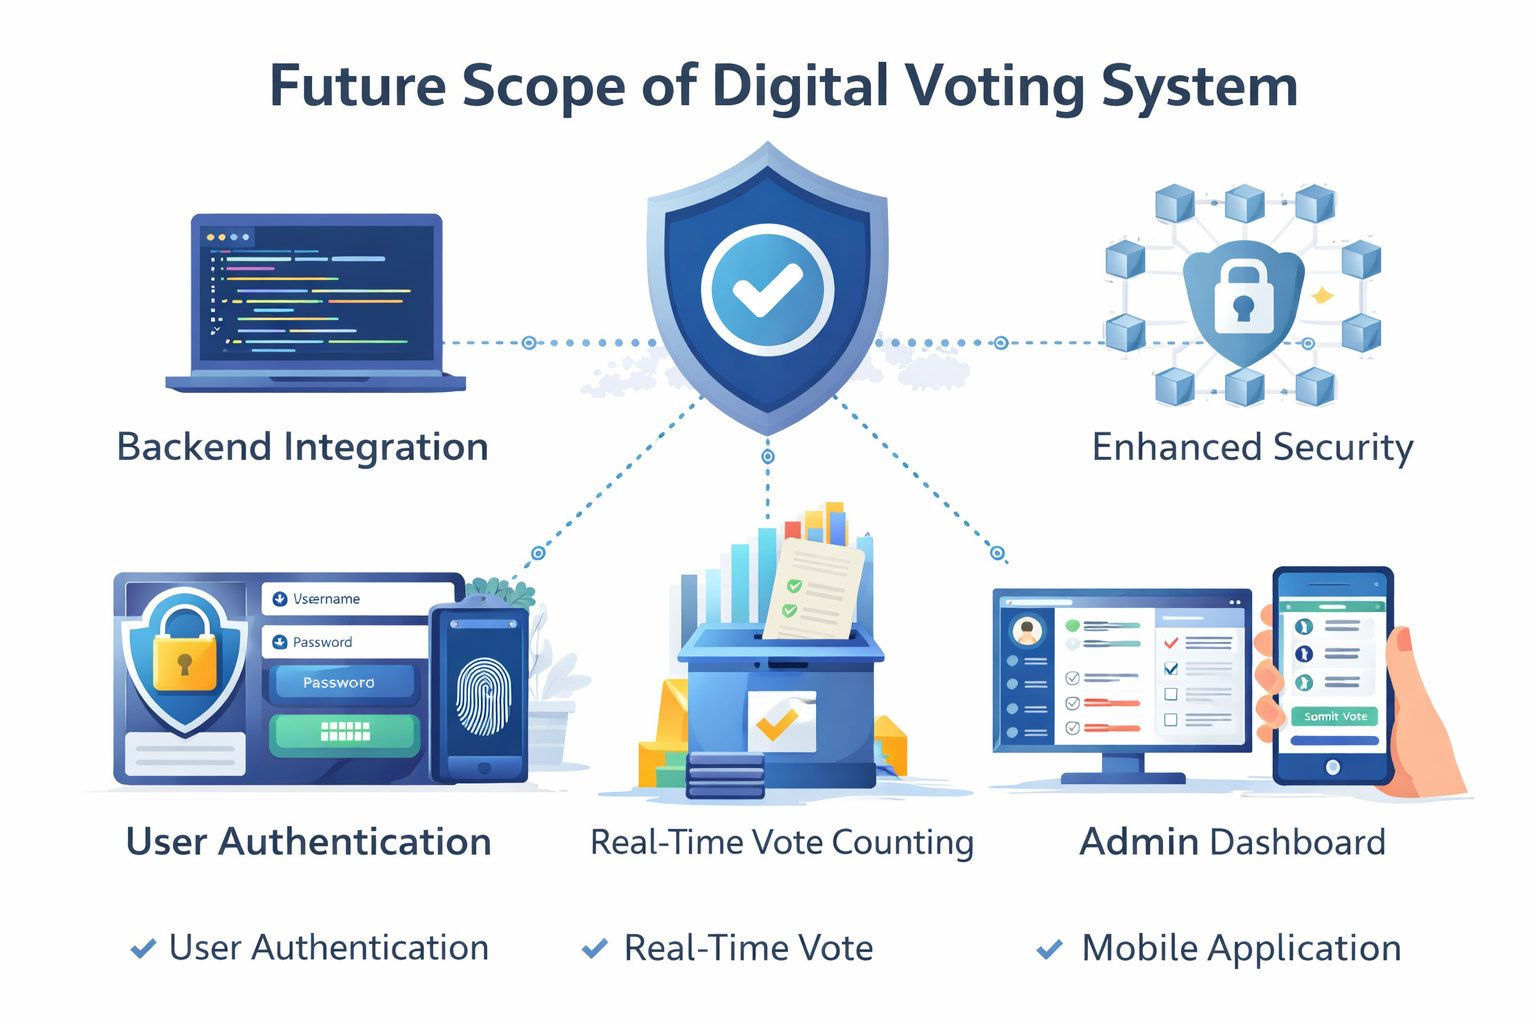 Future Scope of Digital Voting System
Backend Integration
Enhanced Security
Username
Password
Password
Somit Vote
User Authentication
Real-Time Vote Counting
Admin Dashboard
User Authentication
Real-Time Vote
Mobile Application